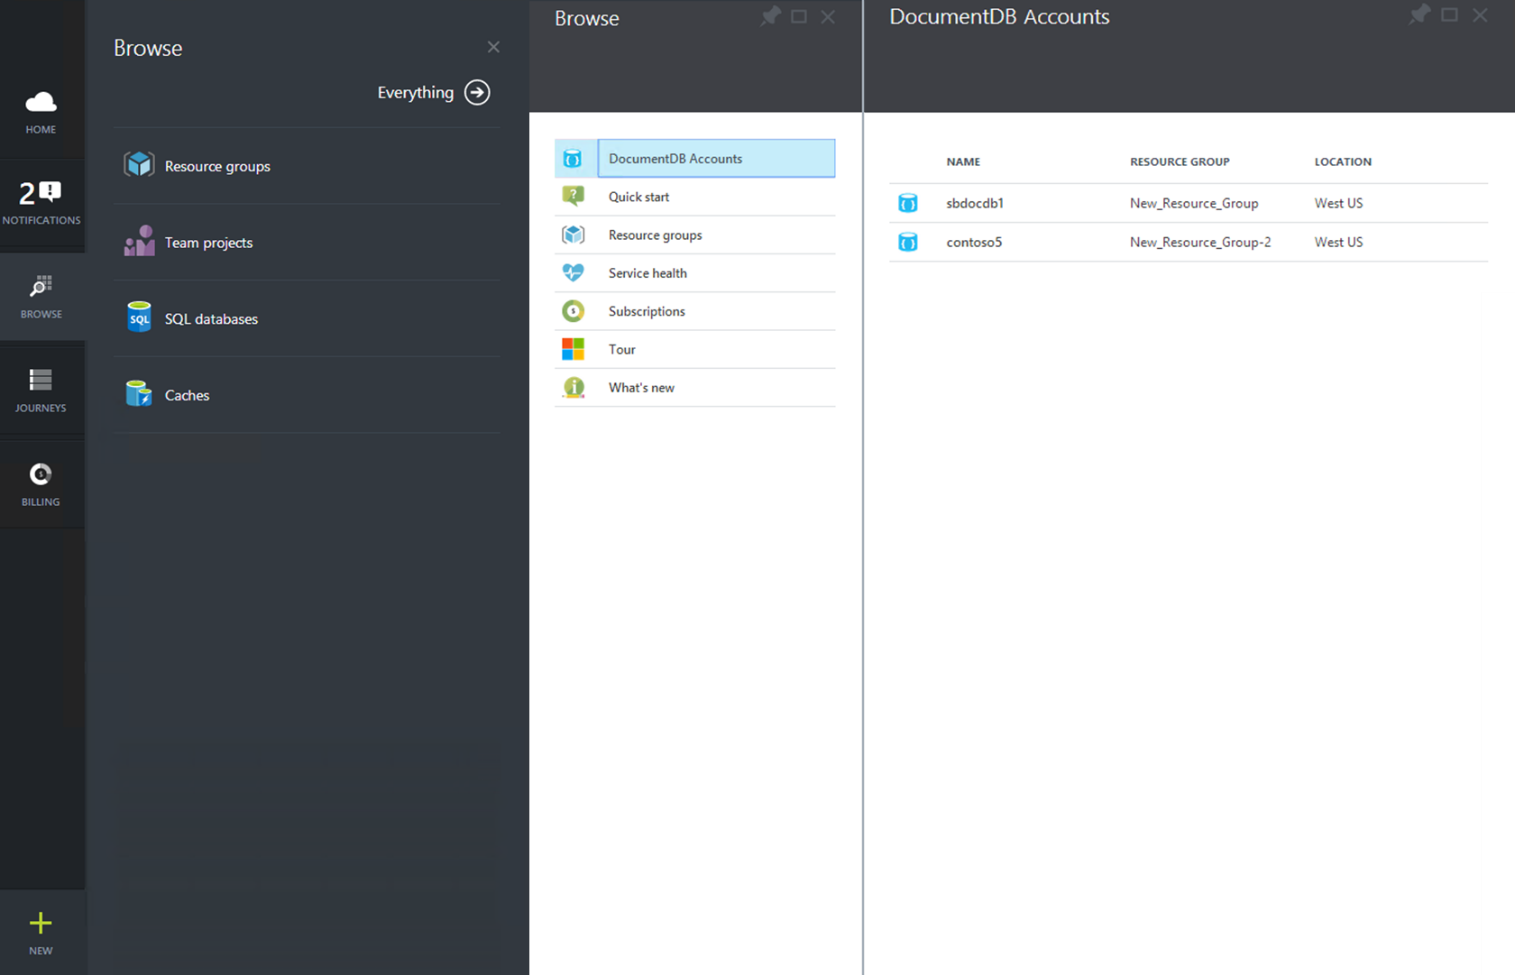 HOME
2
NOTIFICATIONS
BROWSE
JOURNEYS
BILLING
NEW
Browse
Everything
Resource groups
Team projects
SQL
SQL databases
Caches
Browse
DocumentDB Accounts
Quick start
Resource groups
Service health
Subscriptions
Tour
What's new
DocumentDB Accounts
NAME RESOURCE GROUP LOCATION
sbdocdb1 New_Resource_Group West US
contoso5 New_Resource_Group-2 West US